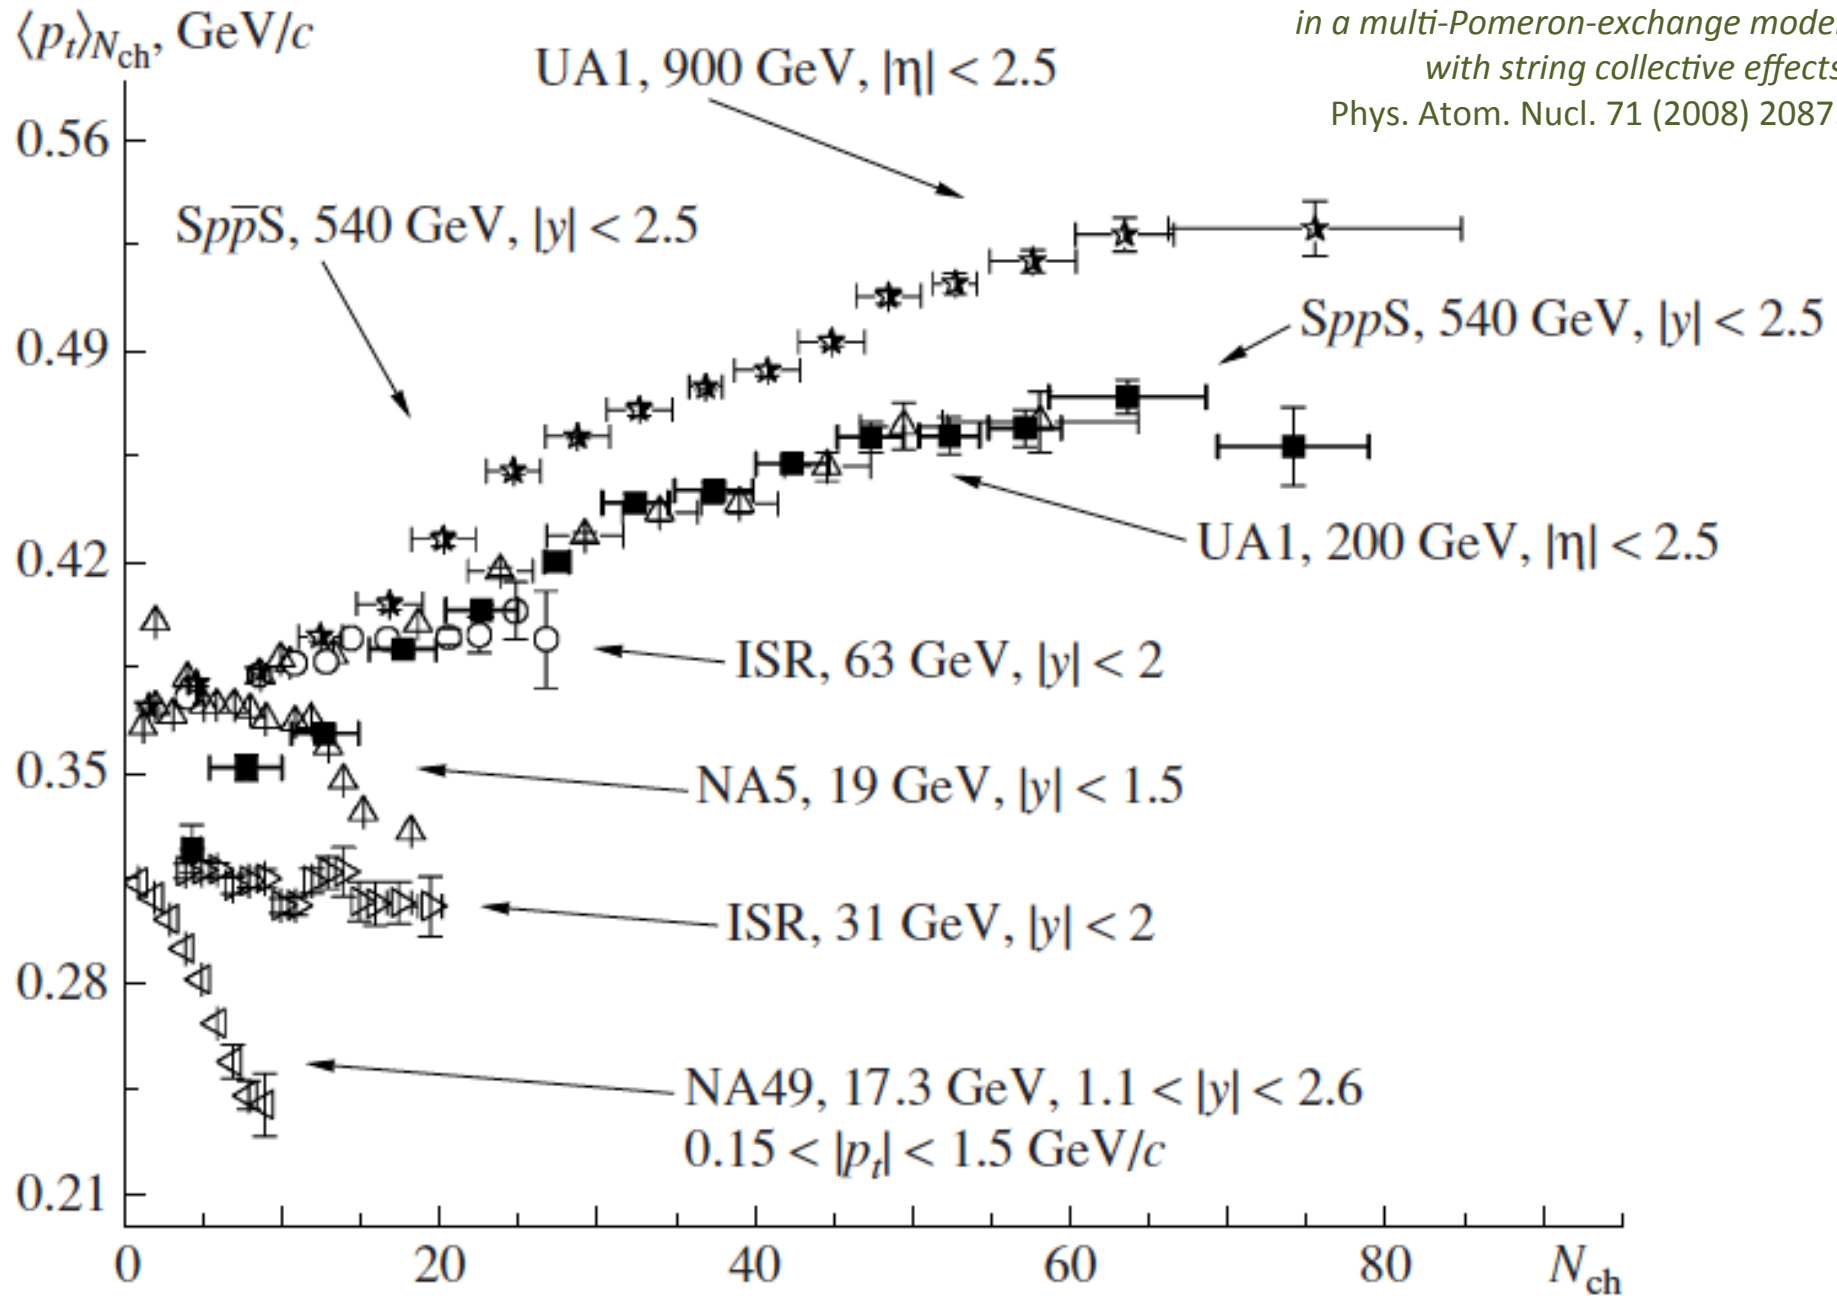 in a multi-Pomeron-exchange model
with string collective effects
Phys. Atom. Nucl. 71 (2008) 2087.
⟨pₜ⟩N_ch, GeV/c
UA1, 900 GeV, |η| < 2.5
0.56
Spp̅S, 540 GeV, |y| < 2.5
SppS, 540 GeV, |y| < 2.5
0.49
UA1, 200 GeV, |η| < 2.5
0.42
ISR, 63 GeV, |y| < 2
0.35
NA5, 19 GeV, |y| < 1.5
ISR, 31 GeV, |y| < 2
0.28
NA49, 17.3 GeV, 1.1 < |y| < 2.6
0.15 < |pₜ| < 1.5 GeV/c
0.21
0 20 40 60 80 N_ch